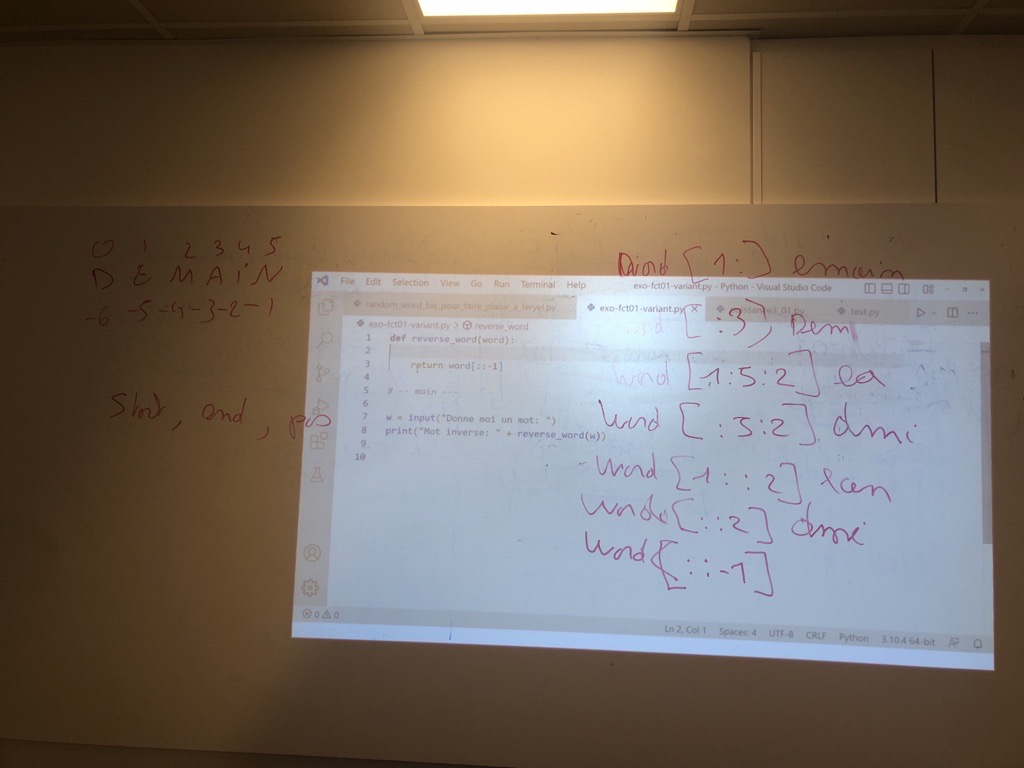 0 1 2 3 4 5
D E M A i N
-6 -5 -4 -3 -2 -1
Start, end, pas
File Edit Selection View Go Run Terminal Help
exo-fct01-variant.py - Python - Visual Studio Code
random_word_bis_pour_faire_plaisir_a_feryel.py
exo-fct01-variant.py
test.py
exo-fct01-variant.py > reverse_word
1 def reverse_word(word):
2
3 return word[::-1]
4
5 # -- main ---
6
7 w = input("Donne moi un mot: ")
8 print("Mot inverse: " + reverse_word(w))
9
10
word [1:] emain
word [:3], Dem
word [1:5:2] ea
word [:5:2] dmi
word [1::2] ean
word [::2] dmi
word [::-1]
0 0
Ln 2, Col 1 Spaces: 4 UTF-8 CRLF Python 3.10.4 64-bit